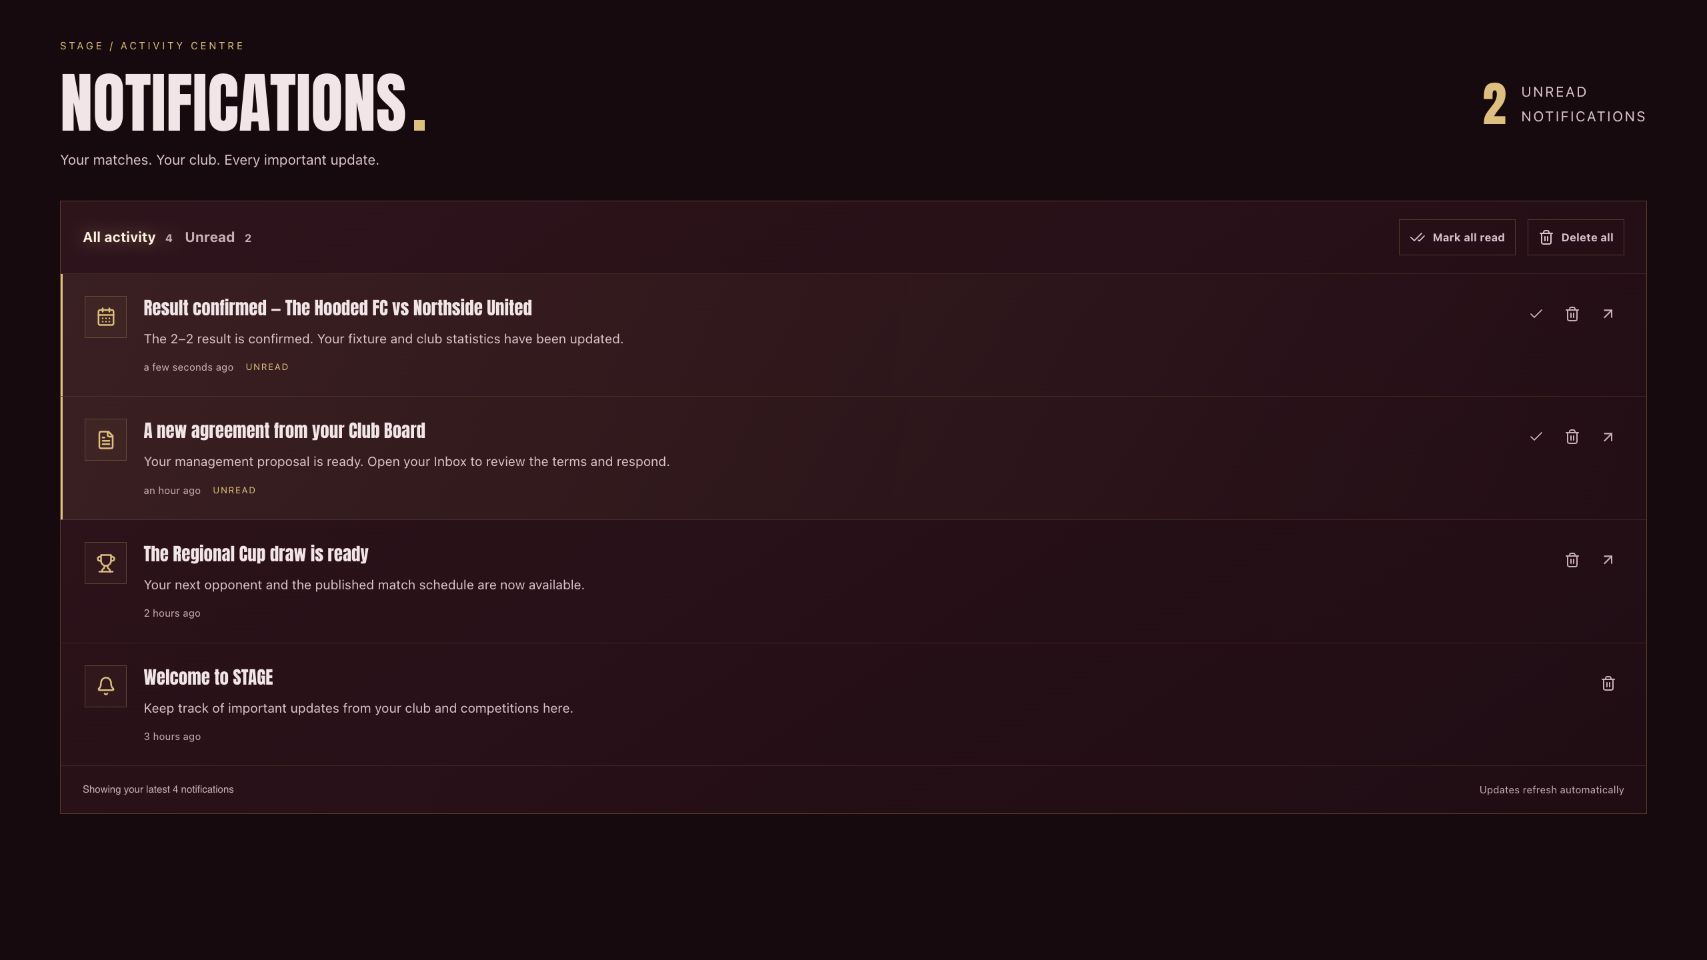 STAGE / ACTIVITY CENTRE
NOTIFICATIONS.
Your matches. Your club. Every important update.
2 UNREAD
NOTIFICATIONS
All activity 4 Unread 2
Mark all read Delete all
Result confirmed – The Hooded FC vs Northside United
The 2–2 result is confirmed. Your fixture and club statistics have been updated.
a few seconds ago UNREAD
A new agreement from your Club Board
Your management proposal is ready. Open your Inbox to review the terms and respond.
an hour ago UNREAD
The Regional Cup draw is ready
Your next opponent and the published match schedule are now available.
2 hours ago
Welcome to STAGE
Keep track of important updates from your club and competitions here.
3 hours ago
Showing your latest 4 notifications
Updates refresh automatically